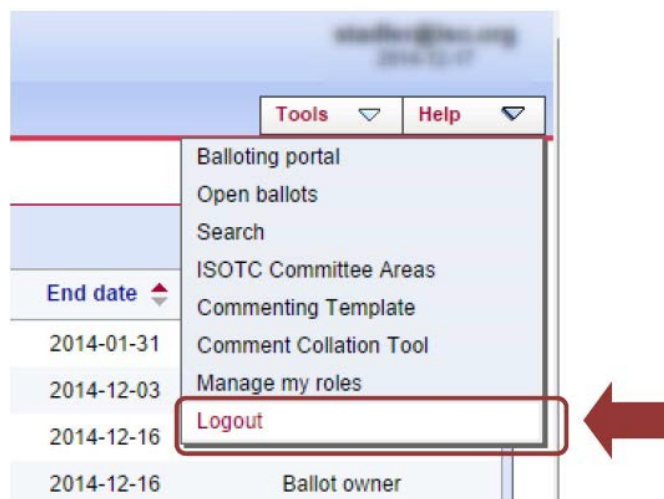 Tools Help
Balloting portal
Open ballots
Search
ISOTC Committee Areas
End date
Commenting Template
2014-01-31 Comment Collation Tool
2014-12-03 Manage my roles
Logout
2014-12-16
2014-12-16 Ballot owner